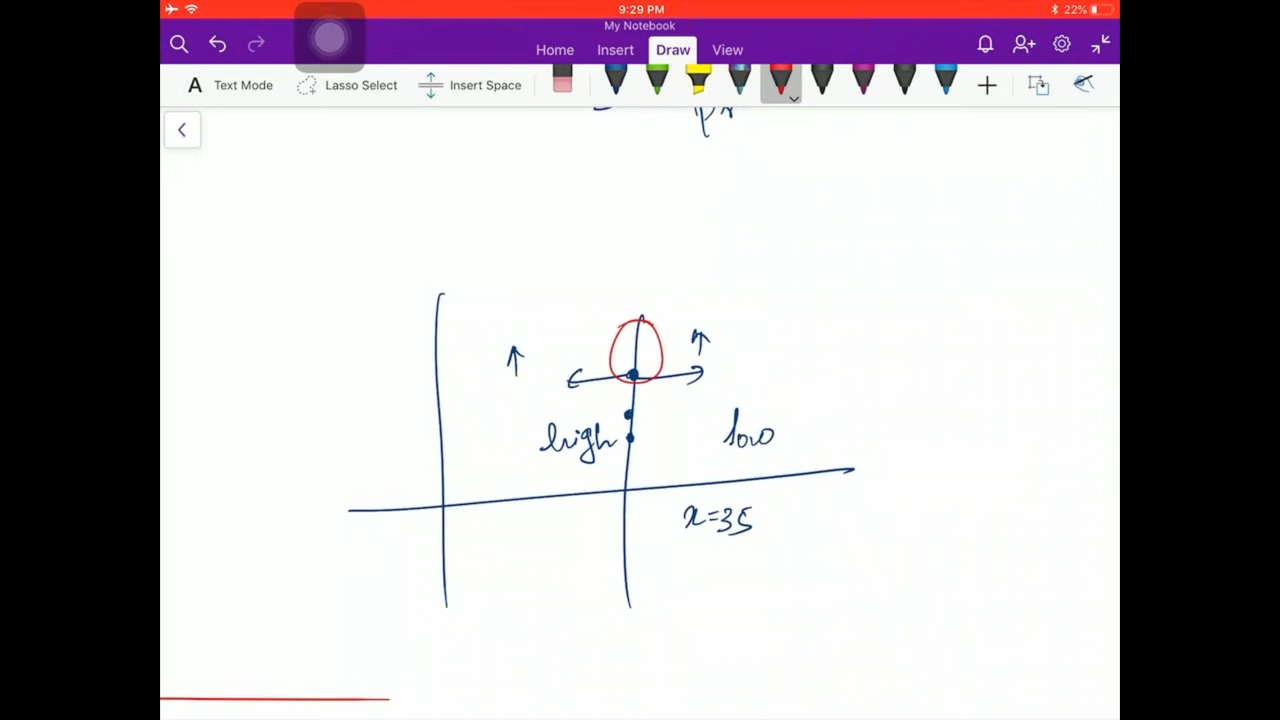 9:29 PM
22%
My Notebook
Home Insert Draw View
A Text Mode Lasso Select Insert Space
high low
x=35